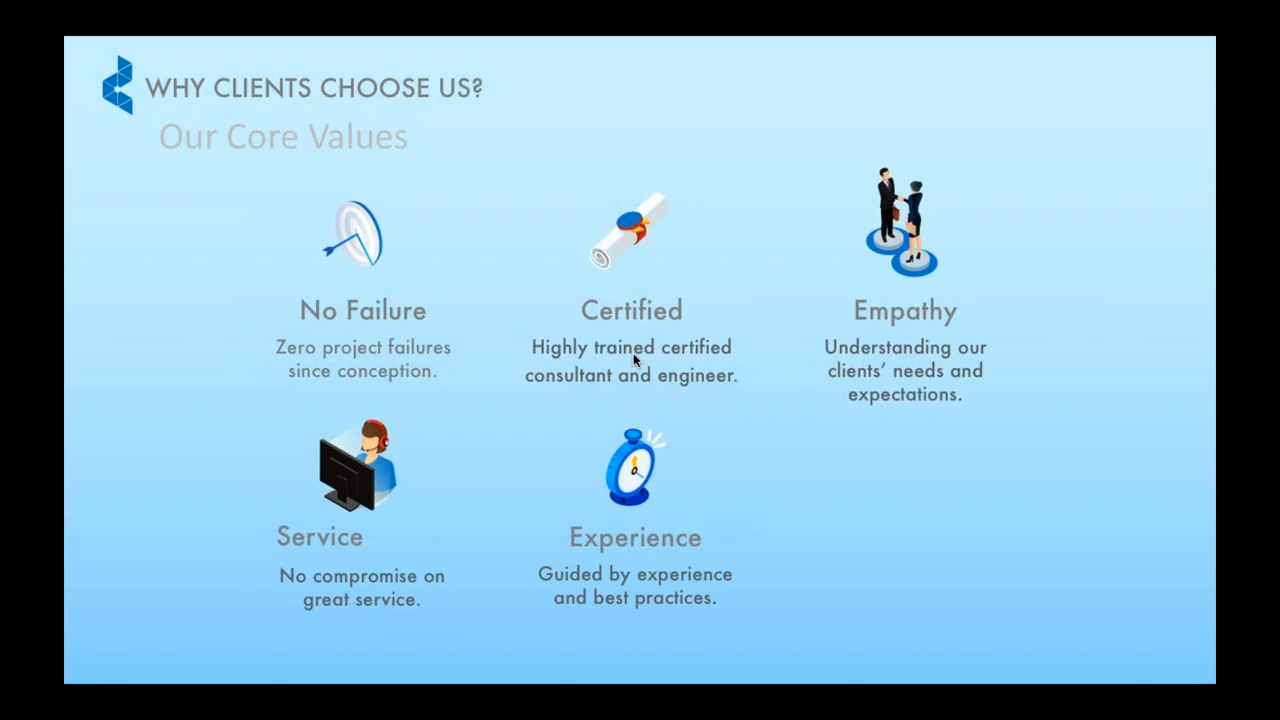 WHY CLIENTS CHOOSE US?
Our Core Values
No Failure
Zero project failures
since conception.
Certified
Highly trained certified
consultant and engineer.
Empathy
Understanding our
clients’ needs and
expectations.
Service
No compromise on
great service.
Experience
Guided by experience
and best practices.